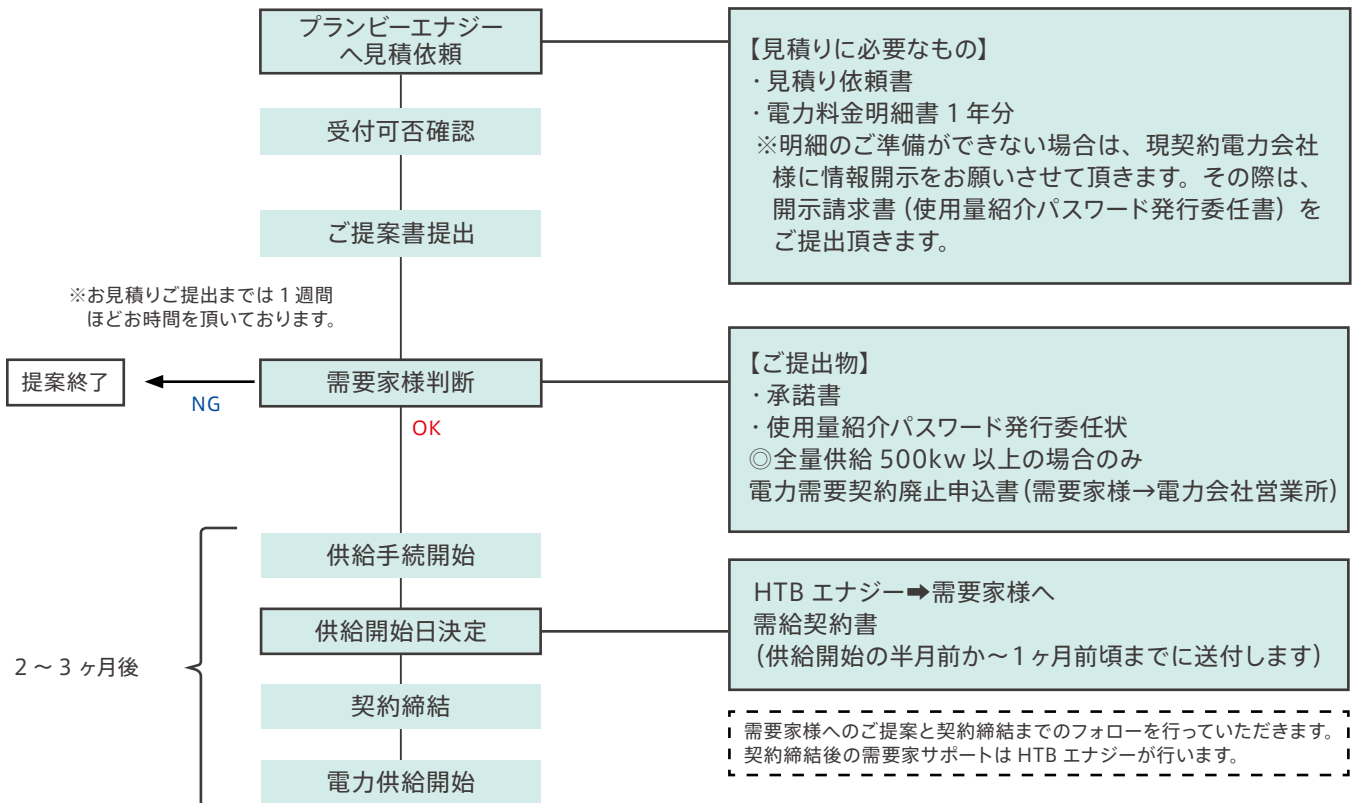 プランビーエナジー
へ見積依頼
【見積りに必要なもの】
・見積り依頼書
・電力料金明細書 1 年分
※明細のご準備ができない場合は、現契約電力会社
様に情報開示をお願いさせて頂きます。その際は、
開示請求書 (使用量紹介パスワード発行委任書) を
ご提出頂きます。
受付可否確認
ご提案書提出
※お見積りご提出までは 1 週間
ほどお時間を頂いております。
提案終了
NG
需要家様判断
OK
【ご提出物】
・承諾書
・使用量紹介パスワード発行委任状
◎全量供給 500kw 以上の場合のみ
電力需要契約廃止申込書(需要家様→電力会社営業所)
2 ～ 3 ヶ月後
供給手続開始
供給開始日決定
HTB エナジー➡需要家様へ
需給契約書
(供給開始の半月前か～1ヶ月前頃までに送付します)
契約締結
電力供給開始
需要家様へのご提案と契約締結までのフォローを行っていただきます。
契約締結後の需要家サポートは HTB エナジーが行います。